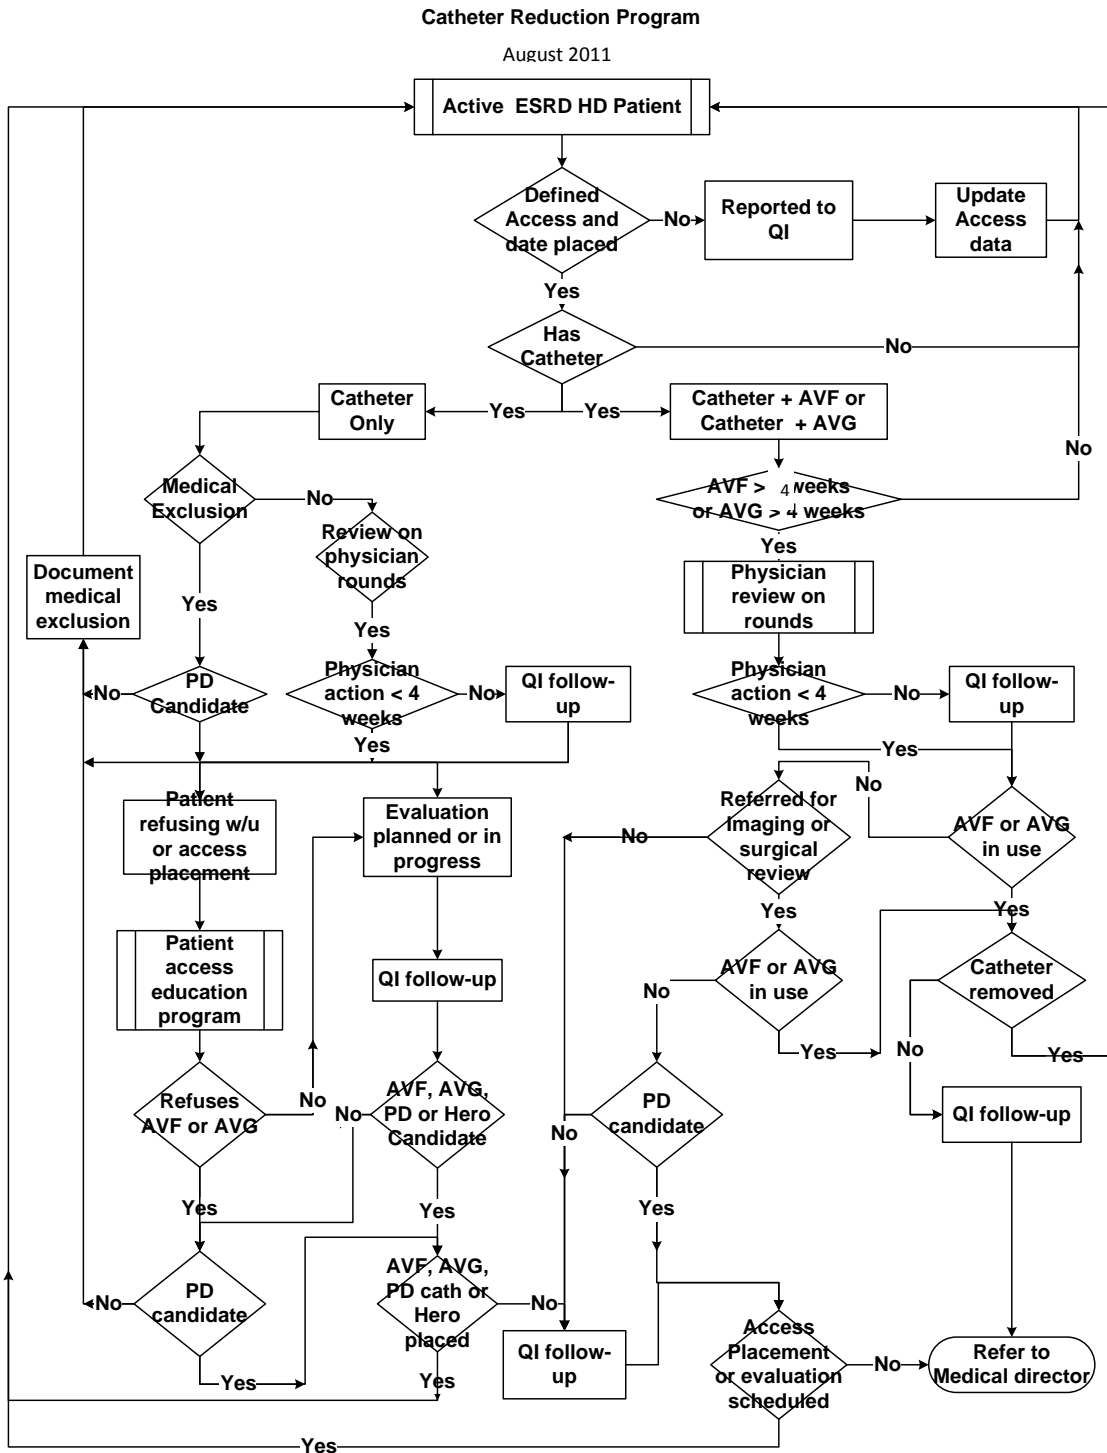 Catheter Reduction Program
August 2011
Active ESRD HD Patient
Defined
Access and
date placed
No
Reported to
QI
Update
Access
data
Yes
Has
Catheter
No
Catheter
Only
Yes
Yes
Catheter + AVF or
Catheter + AVG
No
Medical
Exclusion
No
AVF > 4 weeks
or AVG > 4 weeks
Review on
physician
rounds
Yes
Document
medical
exclusion
Physician
review on
rounds
Yes
Yes
No
PD
Candidate
Physician
action < 4
weeks
No
QI follow-
up
Physician
action < 4
weeks
No
QI follow-
up
Yes
Yes
No
Patient
refusing w/u
or access
placement
Evaluation
planned or in
progress
No
Referred for
Imaging or
surgical
review
AVF or AVG
in use
Yes
Yes
Patient
access
education
program
QI follow-up
AVF or AVG
in use
Catheter
removed
No
Yes
No
Yes
Refuses
AVF or AVG
No
No
AVF, AVG,
PD or Hero
Candidate
No
PD
candidate
QI follow-up
Yes
Yes
Yes
No
PD
candidate
AVF, AVG,
PD cath or
Hero
placed
No
QI follow-
up
Access
Placement
or evaluation
scheduled
No
Refer to
Medical director
Yes
Yes
Yes